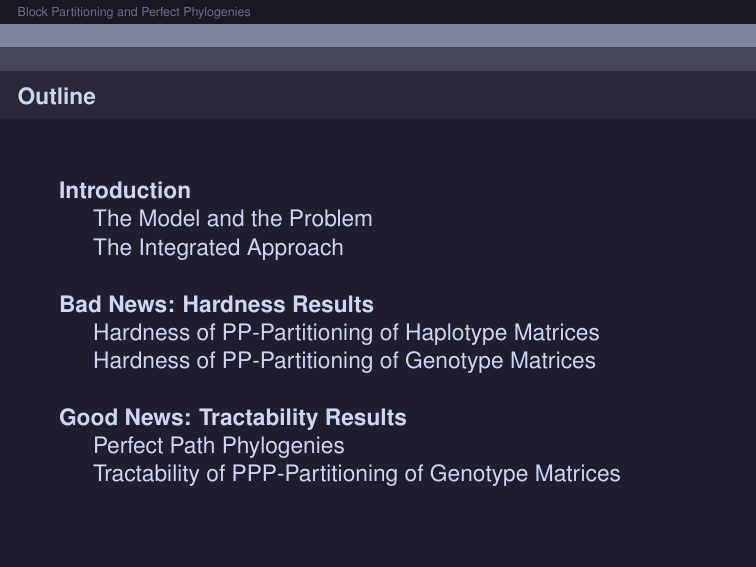 Block Partitioning and Perfect Phylogenies
Outline
Introduction
The Model and the Problem
The Integrated Approach
Bad News: Hardness Results
Hardness of PP-Partitioning of Haplotype Matrices
Hardness of PP-Partitioning of Genotype Matrices
Good News: Tractability Results
Perfect Path Phylogenies
Tractability of PPP-Partitioning of Genotype Matrices